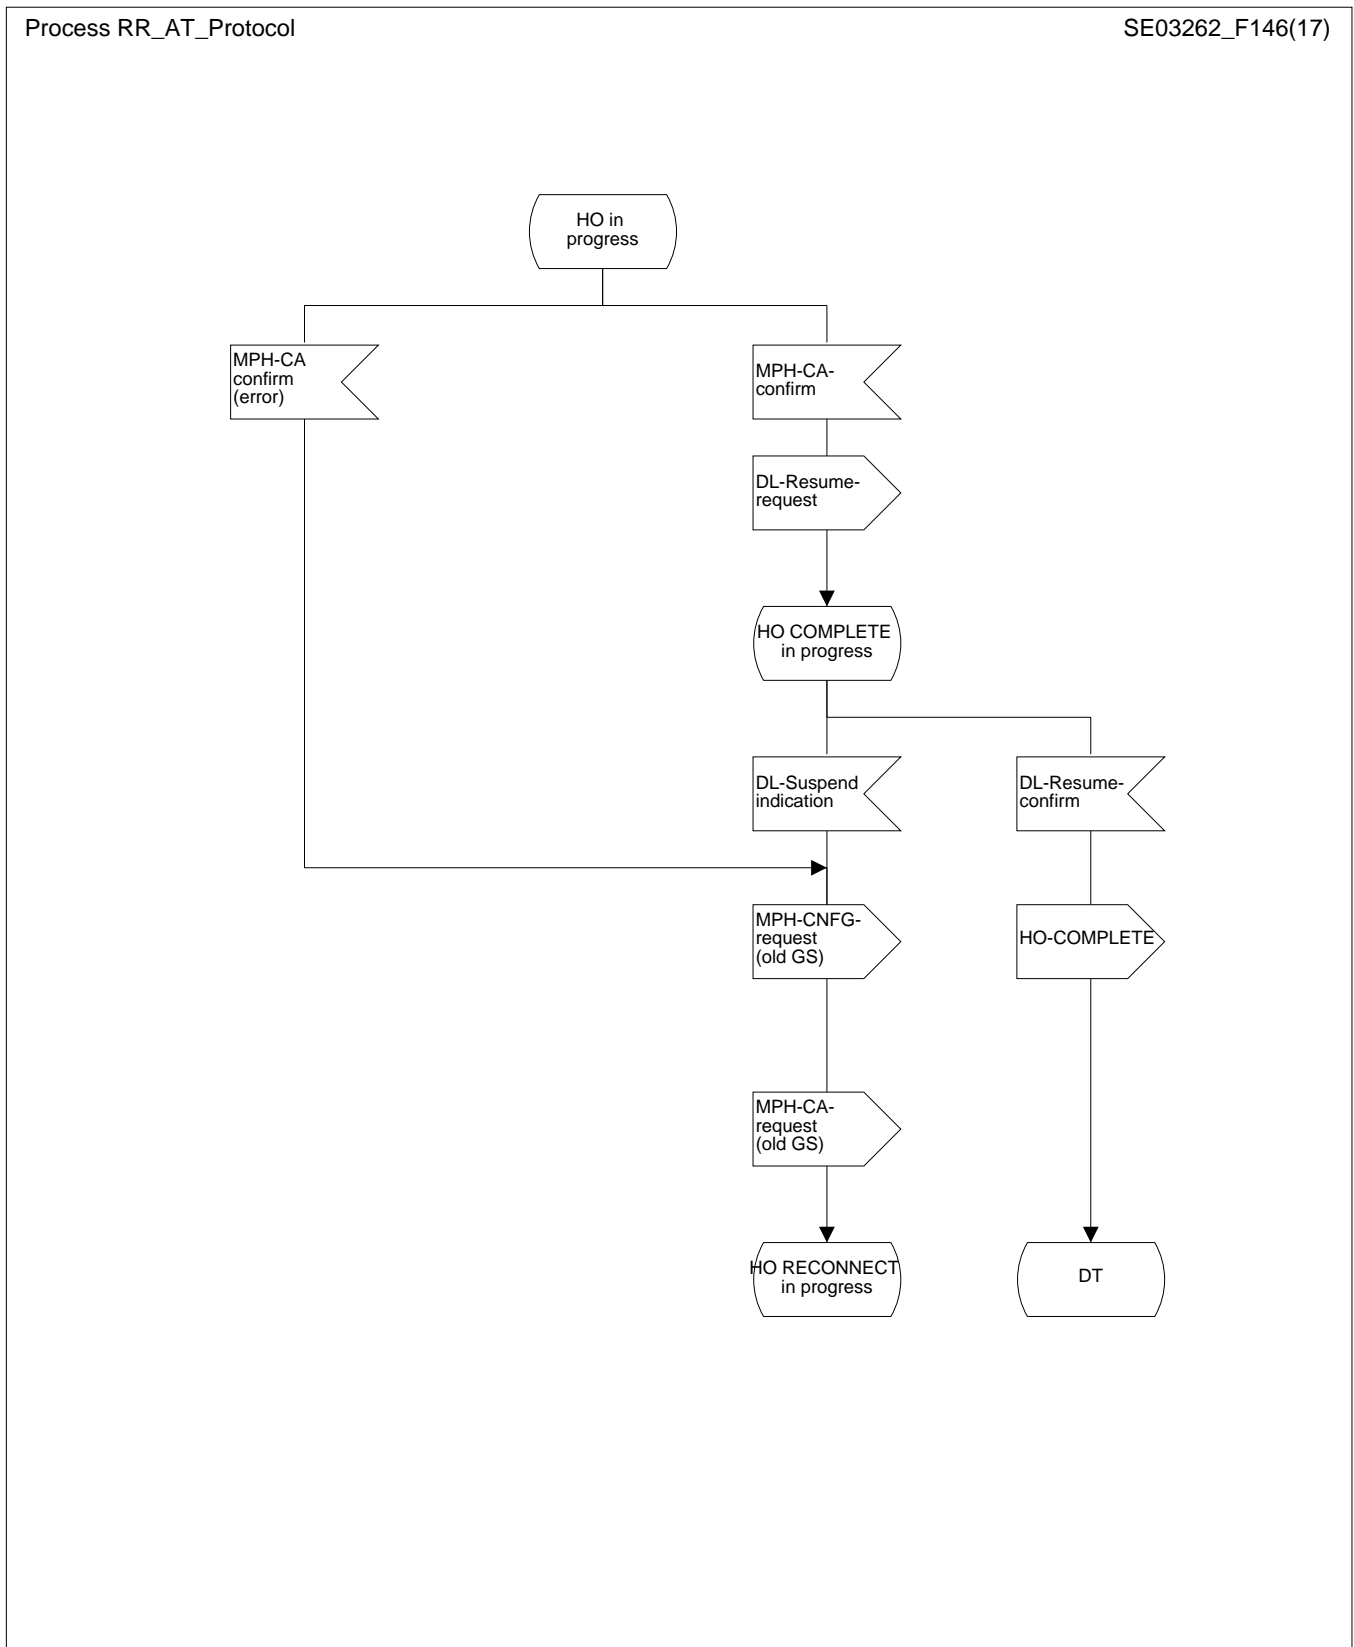 Process RR_AT_Protocol
SE03262_F146(17)
HO in
progress
MPH-CA
confirm
(error)
MPH-CA-
confirm
DL-Resume-
request
HO COMPLETE
in progress
DL-Suspend
indication
DL-Resume-
confirm
MPH-CNFG-
request
(old GS)
HO-COMPLETE
MPH-CA-
request
(old GS)
HO RECONNECT
in progress
DT